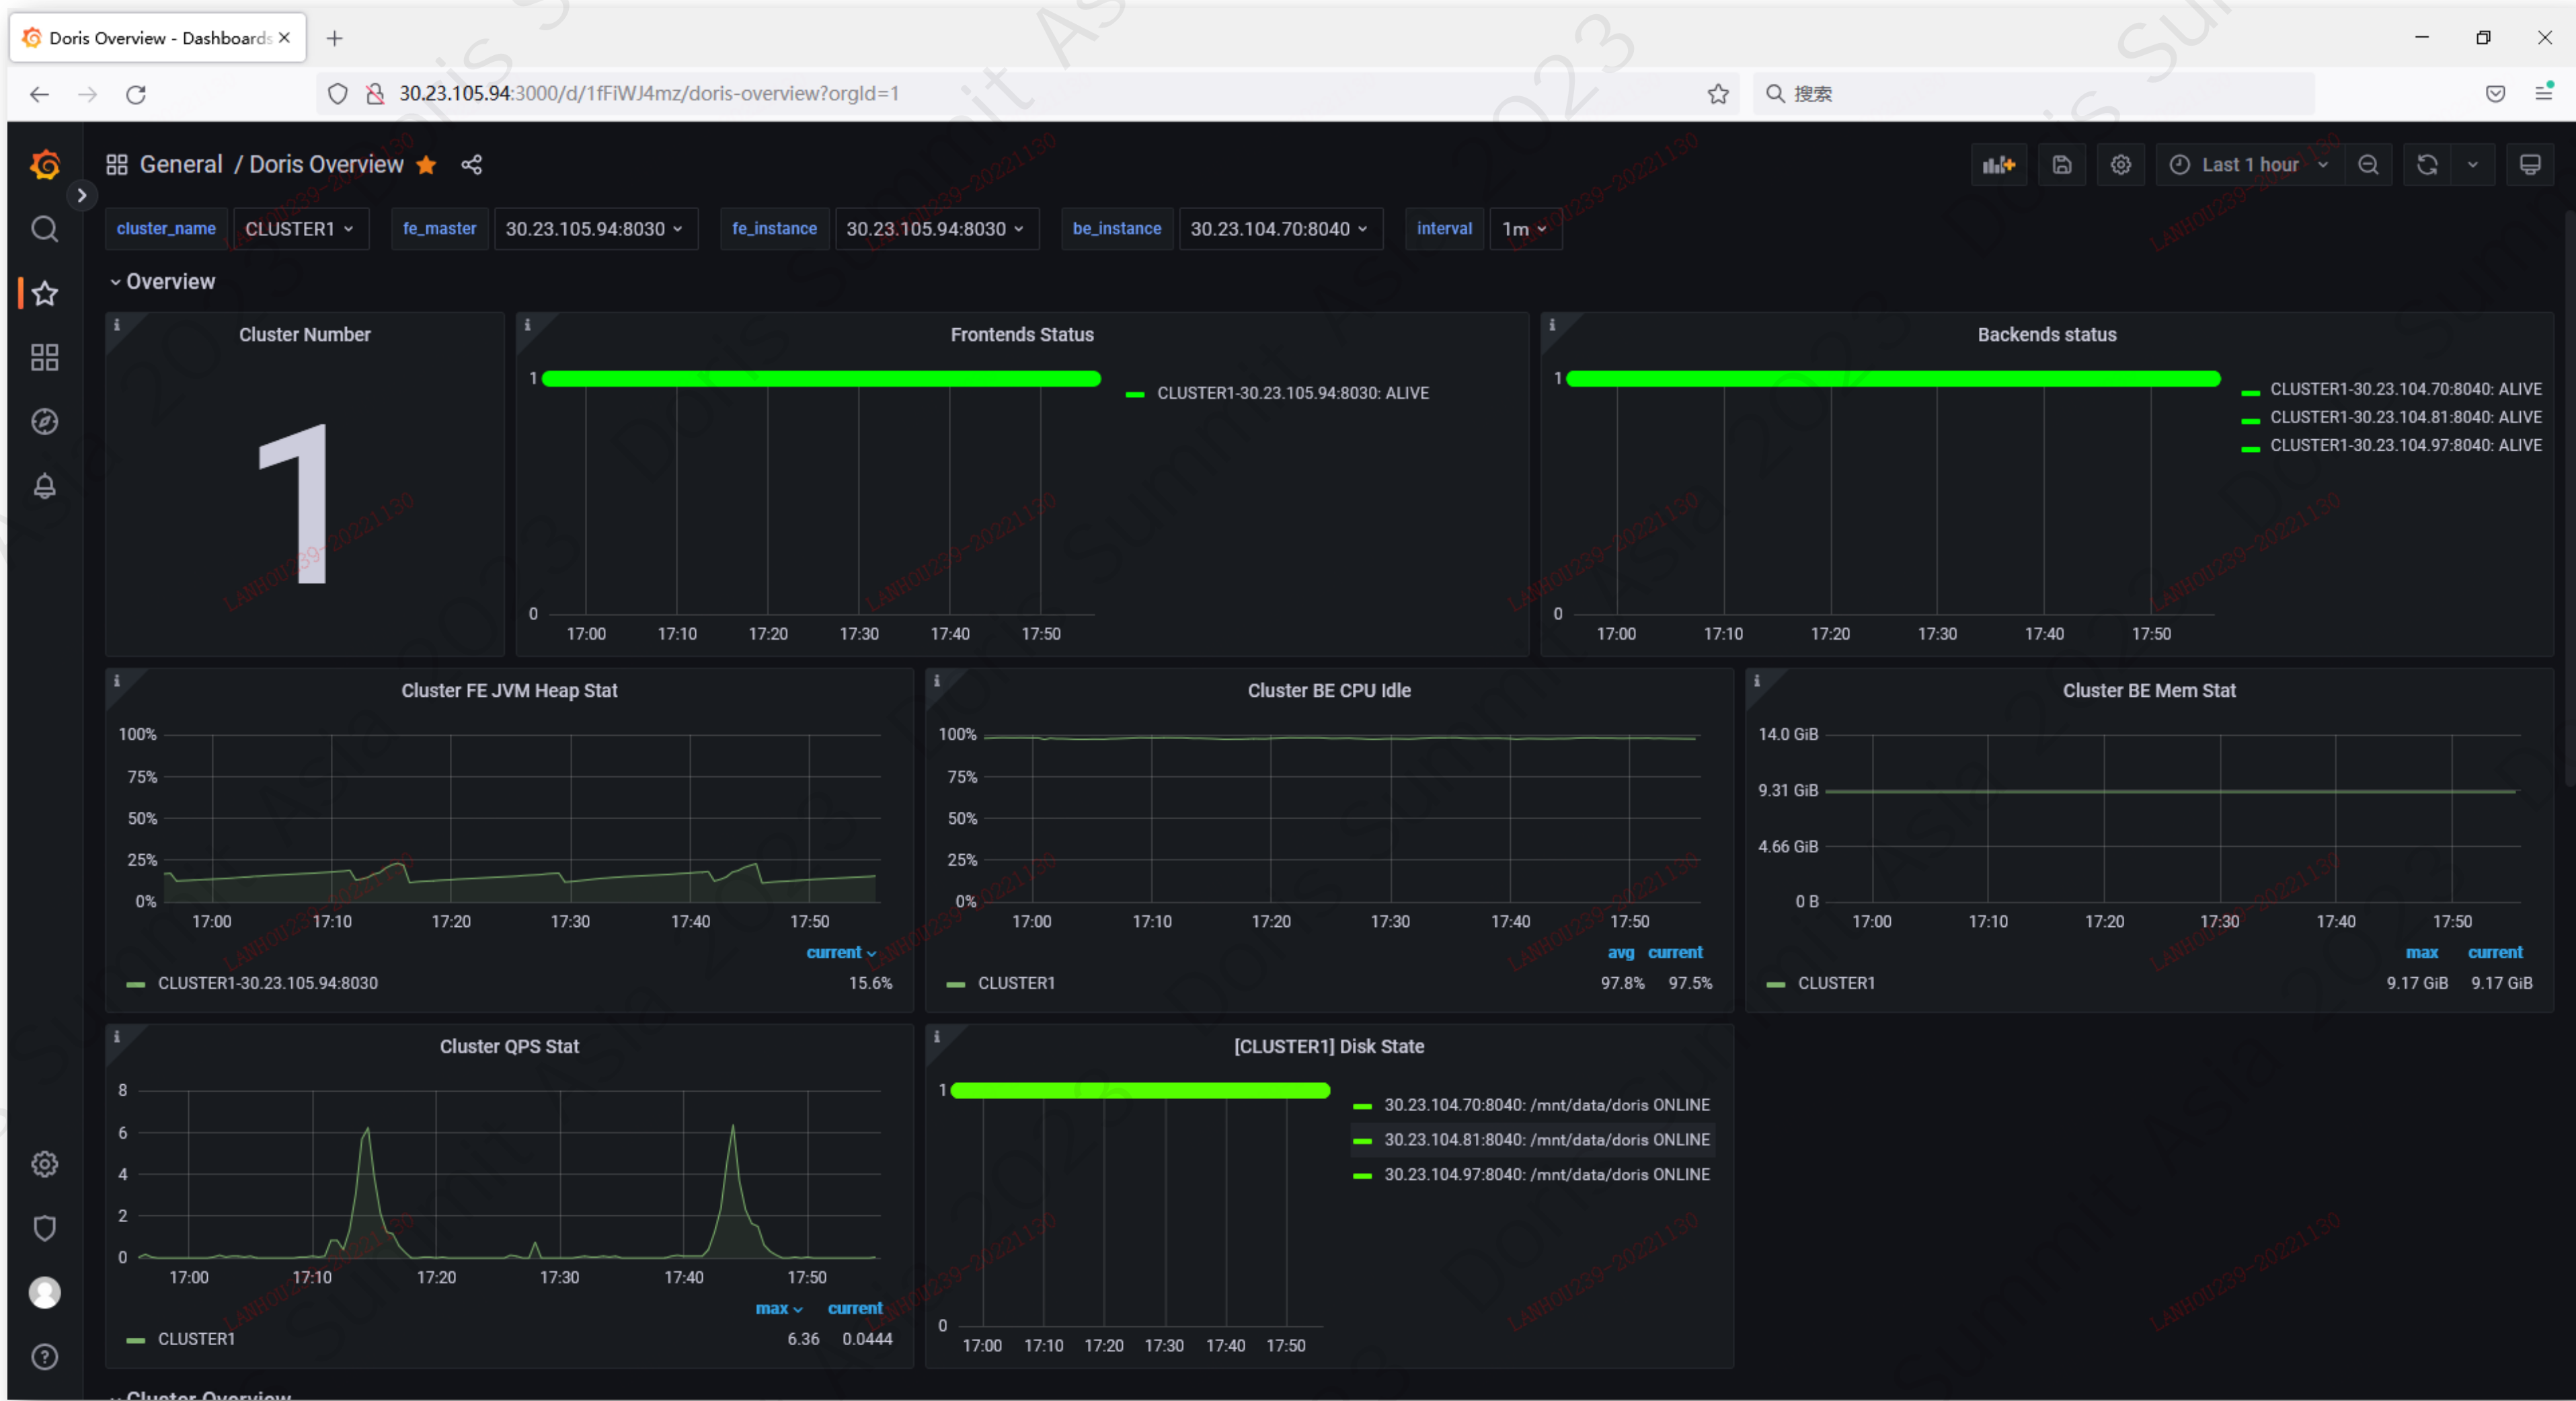 Doris Overview - Dashboards
30.23.105.94:3000/d/1fFiWJ4mz/doris-overview?orgId=1
搜索
General / Doris Overview
Last 1 hour
cluster_name CLUSTER1 fe_master 30.23.105.94:8030 fe_instance 30.23.105.94:8030 be_instance 30.23.104.70:8040 interval 1m
Overview
Cluster Number
1
Frontends Status
1
0
17:00 17:10 17:20 17:30 17:40 17:50
CLUSTER1-30.23.105.94:8030: ALIVE
Backends status
1
0
17:00 17:10 17:20 17:30 17:40 17:50
CLUSTER1-30.23.104.70:8040: ALIVE
CLUSTER1-30.23.104.81:8040: ALIVE
CLUSTER1-30.23.104.97:8040: ALIVE
Cluster FE JVM Heap Stat
100%
75%
50%
25%
0%
17:00 17:10 17:20 17:30 17:40 17:50
current
CLUSTER1-30.23.105.94:8030 15.6%
Cluster BE CPU Idle
100%
75%
50%
25%
0%
17:00 17:10 17:20 17:30 17:40 17:50
avg current
CLUSTER1 97.8% 97.5%
Cluster BE Mem Stat
14.0 GiB
9.31 GiB
4.66 GiB
0 B
17:00 17:10 17:20 17:30 17:40 17:50
max current
CLUSTER1 9.17 GiB 9.17 GiB
Cluster QPS Stat
8
6
4
2
0
17:00 17:10 17:20 17:30 17:40 17:50
max current
CLUSTER1 6.36 0.0444
[CLUSTER1] Disk State
1
0
17:00 17:10 17:20 17:30 17:40 17:50
30.23.104.70:8040: /mnt/data/doris ONLINE
30.23.104.81:8040: /mnt/data/doris ONLINE
30.23.104.97:8040: /mnt/data/doris ONLINE
Cluster Overview
LANHOU239-20221130
Doris Summit Asia 2023